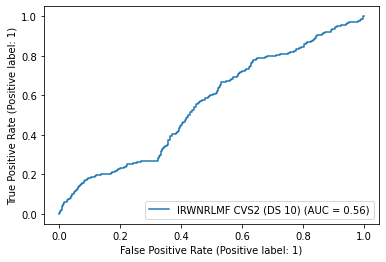 1.0
0.8
0.6
0.4
0.2
0.0
True Positive Rate (Positive label: 1)
IRWNRLMF CVS2 (DS 10) (AUC = 0.56)
0.0 0.2 0.4 0.6 0.8 1.0
False Positive Rate (Positive label: 1)